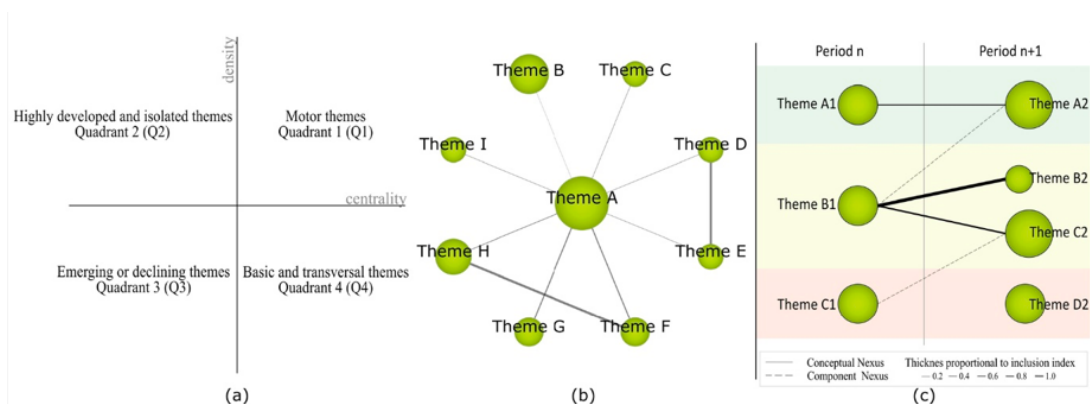 density
Highly developed and isolated themes
Quadrant 2 (Q2)
Motor themes
Quadrant 1 (Q1)
centrality
Emerging or declining themes
Quadrant 3 (Q3)
Basic and transversal themes
Quadrant 4 (Q4)
(a)
Theme B
Theme C
Theme I
Theme D
Theme A
Theme H
Theme E
Theme G
Theme F
(b)
Period n
Period n+1
Theme A1
Theme A2
Theme B1
Theme B2
Theme C2
Theme C1
Theme D2
Conceptual Nexus
Component Nexus
Thicknes proportional to inclusion index
0.2
0.4
0.6
0.8
1.0
(c)